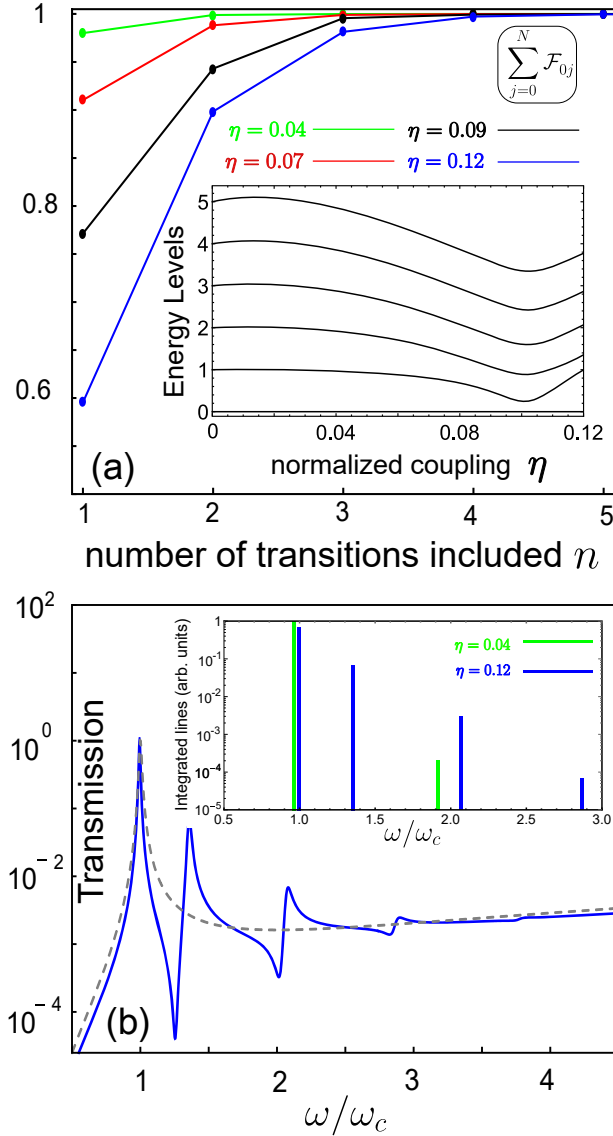 1
0.8
0.6
N
∑ ℱ0j
j=0
η = 0.04
η = 0.09
η = 0.07
η = 0.12
Energy Levels
5
4
3
2
1
0
0 0.04 0.08 0.12
normalized coupling η
(a)
1 2 3 4 5
number of transitions included n
10^2
10^0
10^-2
10^-4
Transmission
Integrated lines (arb. units)
1
10^-1
10^-2
10^-3
10^-4
10^-5
η = 0.04
η = 0.12
0.5 1.0 1.5 2.0 2.5 3.0
ω/ωc
(b)
1 2 3 4
ω/ωc